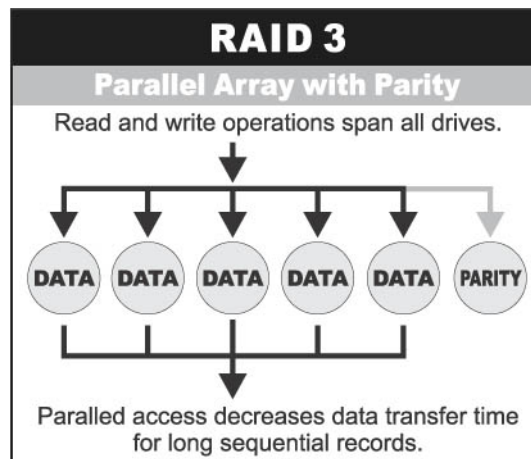 RAID 3
Parallel Array with Parity
Read and write operations span all drives.
DATA DATA DATA DATA DATA PARITY
Paralled access decreases data transfer time
for long sequential records.